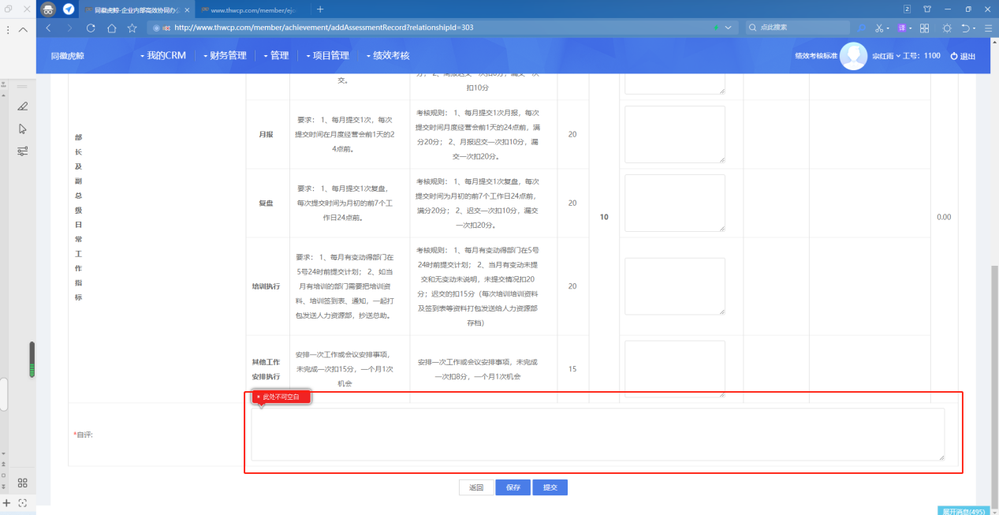 同徽虎鲸-企业内部高效协同办公
www.thwcp.com/member/ejo
http://www.thwcp.com/member/achievement/addAssessmentRecord?relationshipId=303
点此搜索
译
2
同徽虎鲸
我的CRM
财务管理
管理
项目管理
绩效考核
绩效考核标准
宗红雨
工号：1100
退出
交。
扣10分
部
长
及
副
总
级
日
常
工
作
指
标
月报
要求： 1、每月提交1次，每次
提交时间在月度经营会前1天的2
4点前。
考核规则： 1、每月提交1次月报，每次
提交时间月度经营会前1天的24点前，满
分20分； 2、月报迟交一次扣10分，漏
交一次扣20分。
20
复盘
要求： 1、每月提交1次复盘，
每次提交时间为月初的前7个工
作日24点前。
考核规则： 1、每月提交1次复盘，每次
提交时间为月初的前7个工作日24点前，
满分20分； 2、迟交一次扣10分，漏交
一次扣20分。
20
10
0.00
培训执行
要求： 1、每月有变动得部门在
5号24时前提交计划； 2、如当
月有培训的部门需要把培训资
料、培训签到表、通知，一起打
包发送人力资源部，抄送总助。
考核规则： 1、每月有变动得部门在5号
24时前提交计划； 2、当月有变动未提
交和无变动未说明，未提交情况扣20
分；迟交的扣15分（每次培训培训资料
及签到表等资料打包发送给人力资源部
存档）
20
其他工作
安排执行
安排一次工作或会议安排事项，
未完成一次扣15分，一个月1次
机会
安排一次工作或会议安排事项，未完成
一次扣8分，一个月1次机会
15
* 此处不可空白
*自评:
返回
保存
提交
展开消息(495)